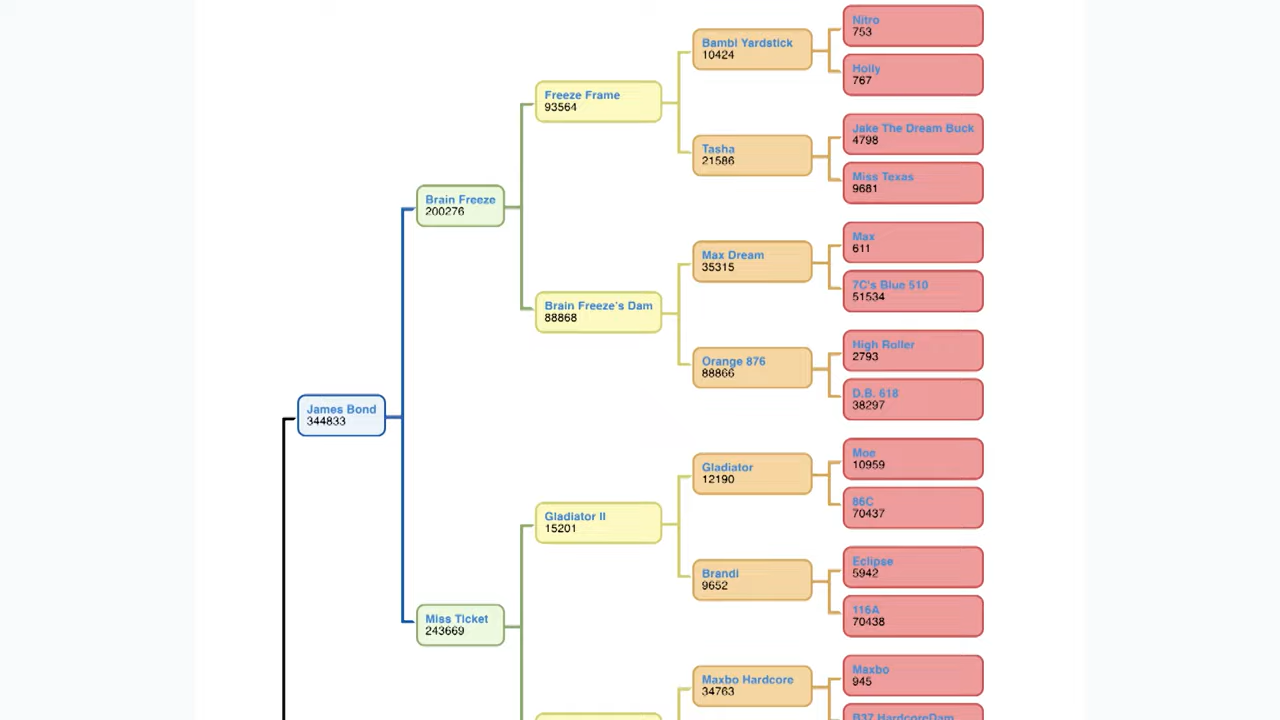 Nitro
753
Bambi Yardstick
10424
Holly
767
Freeze Frame
93564
Jake The Dream Buck
4798
Tasha
21586
Miss Texas
9681
Brain Freeze
200276
Max
611
Max Dream
35315
7C's Blue 510
51534
Brain Freeze's Dam
88868
High Roller
2793
Orange 876
88866
D.B. 618
38297
James Bond
344833
Moe
10959
Gladiator
12190
86C
70437
Gladiator II
15201
Eclipse
5942
Brandi
9652
116A
70438
Miss Ticket
243669
Maxbo
945
Maxbo Hardcore
34763
B37 HardcoreDam